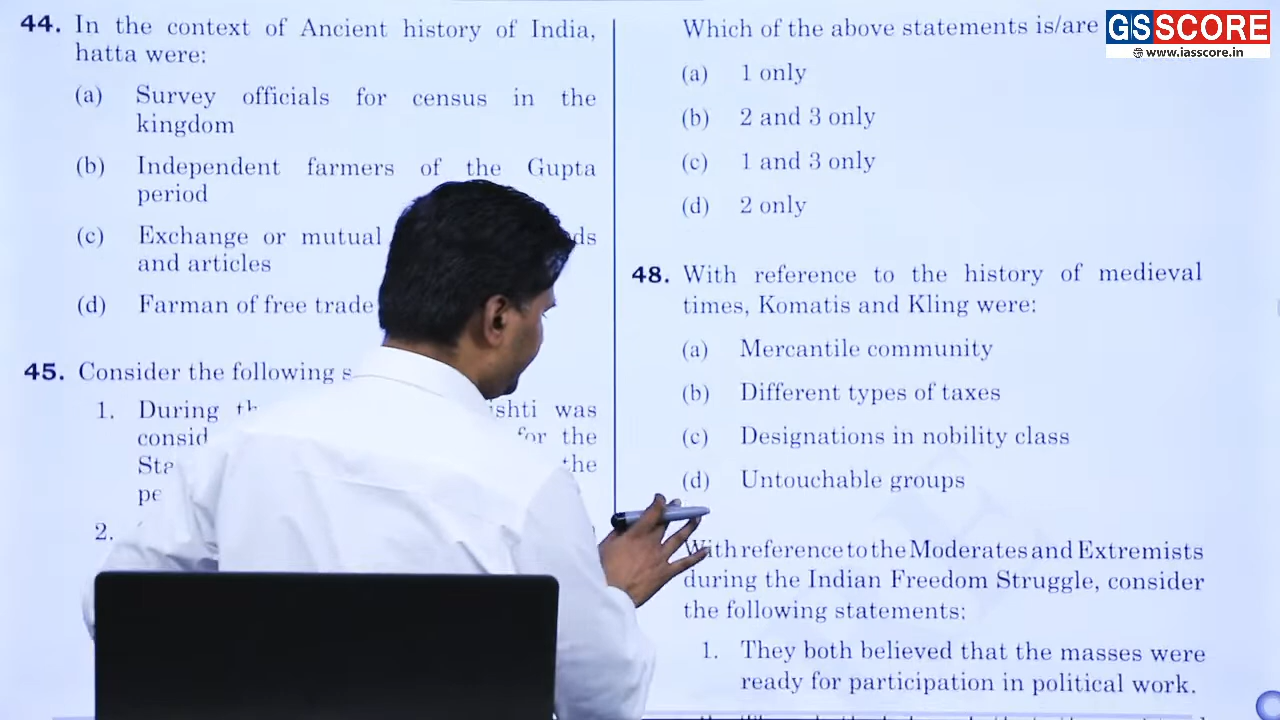 44. In the context of Ancient history of India,
hatta were:
(a) Survey officials for census in the
kingdom
(b) Independent farmers of the Gupta
period
(c) Exchange or mutual
and articles
(d) Farman of free trade
45. Consider the following
1. During
was
for the
the
2.
Which of the above statements is/are
(a) 1 only
(b) 2 and 3 only
(c) 1 and 3 only
(d) 2 only
48. With reference to the history of medieval
times, Komatis and Kling were:
(a) Mercantile community
(b) Different types of taxes
(c) Designations in nobility class
(d) Untouchable groups
With reference to the Moderates and Extremists
during the Indian Freedom Struggle, consider
the following statements:
1. They both believed that the masses were
ready for participation in political work.
GSSCORE
www.iasscore.in